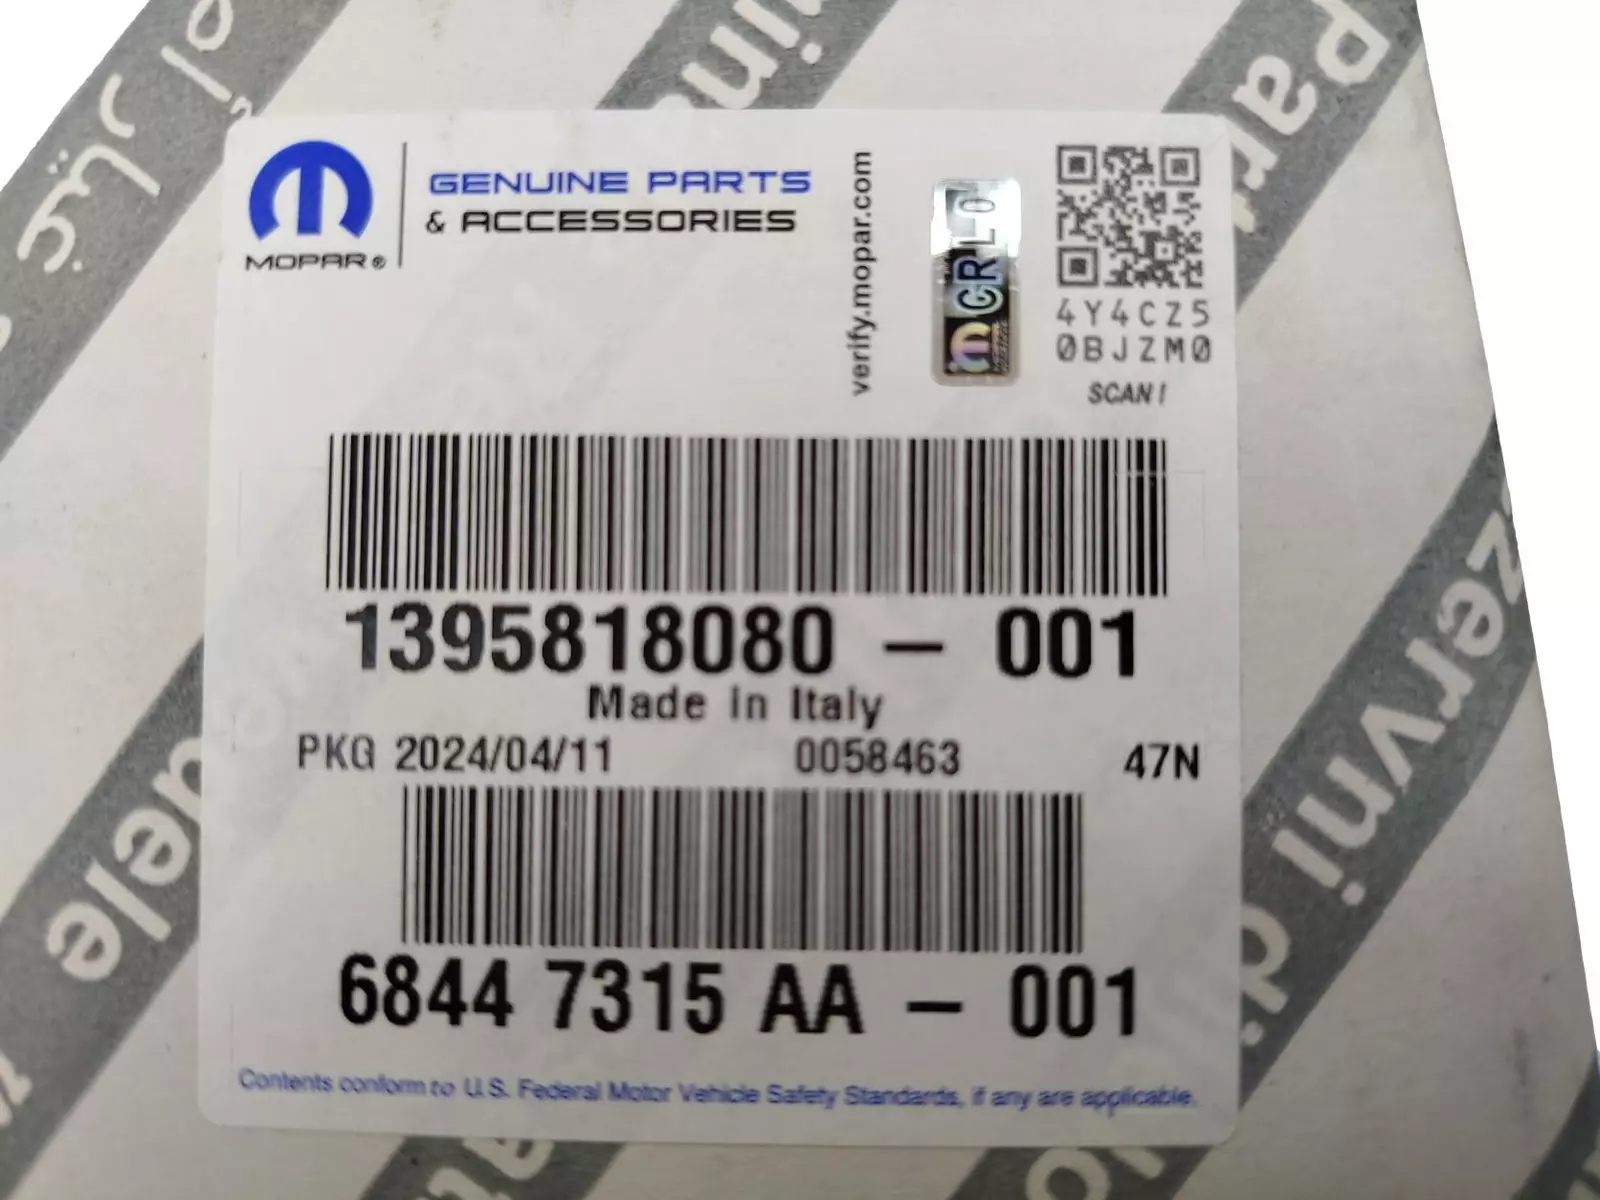 Part
MOPAR®
GENUINE PARTS
& ACCESSORIES
verify.mopar.com
4Y4CZ5
0BJZM0
SCAN!
1395818080 – 001
Made in Italy
PKG 2024/04/11 0058463 47N
6844 7315 AA – 001
Contents conform to U.S. Federal Motor Vehicle Safety Standards, if any are applicable.